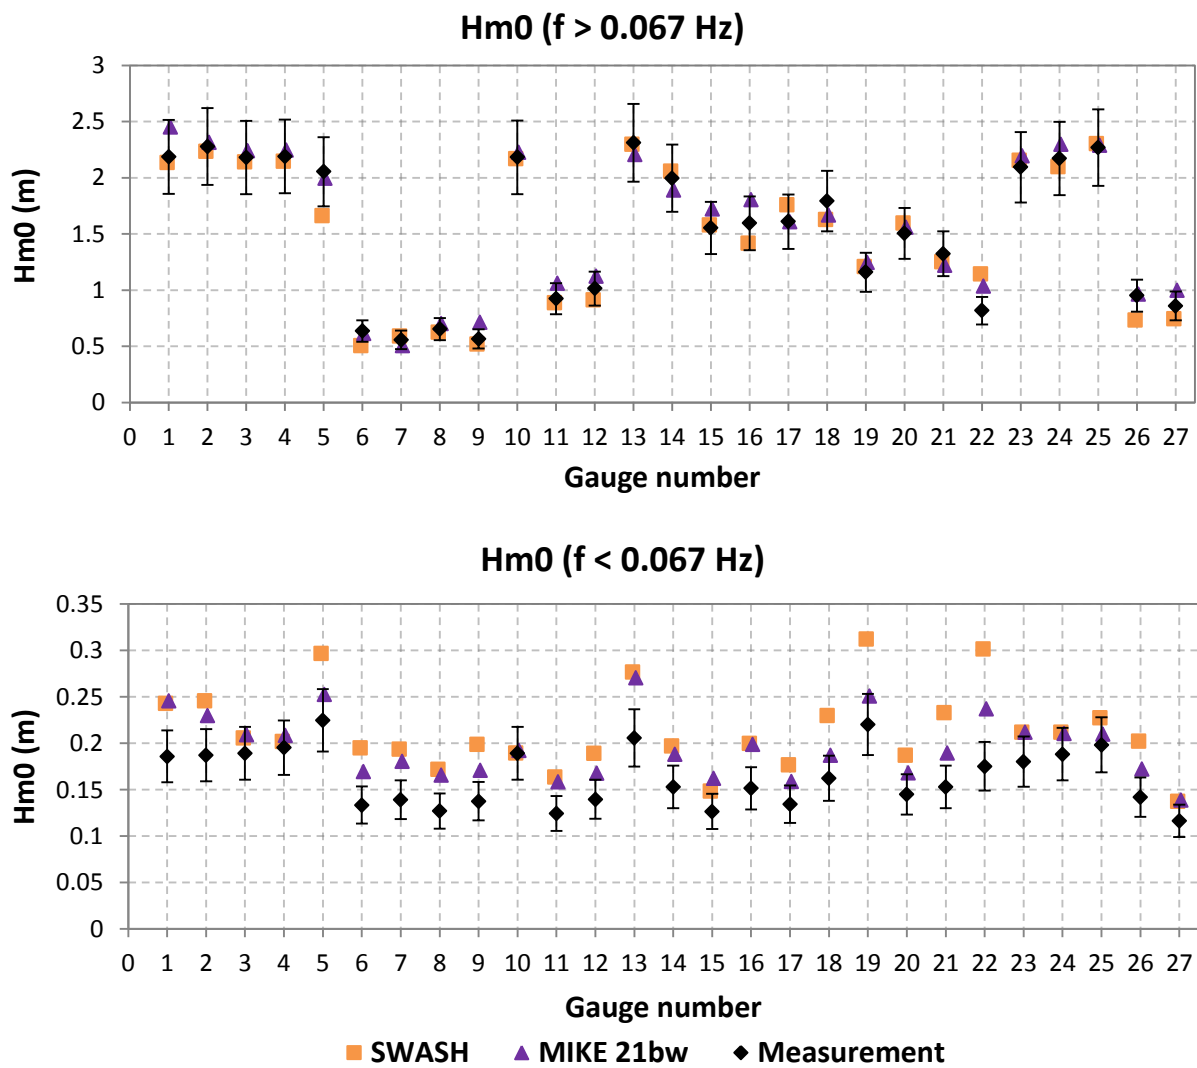 Hm0 (f > 0.067 Hz)
3
2.5
2
1.5
1
0.5
0
Hm0 (m)
0 1 2 3 4 5 6 7 8 9 10 11 12 13 14 15 16 17 18 19 20 21 22 23 24 25 26 27
Gauge number
Hm0 (f < 0.067 Hz)
0.35
0.3
0.25
0.2
0.15
0.1
0.05
0
Hm0 (m)
0 1 2 3 4 5 6 7 8 9 10 11 12 13 14 15 16 17 18 19 20 21 22 23 24 25 26 27
Gauge number
SWASH MIKE 21bw Measurement